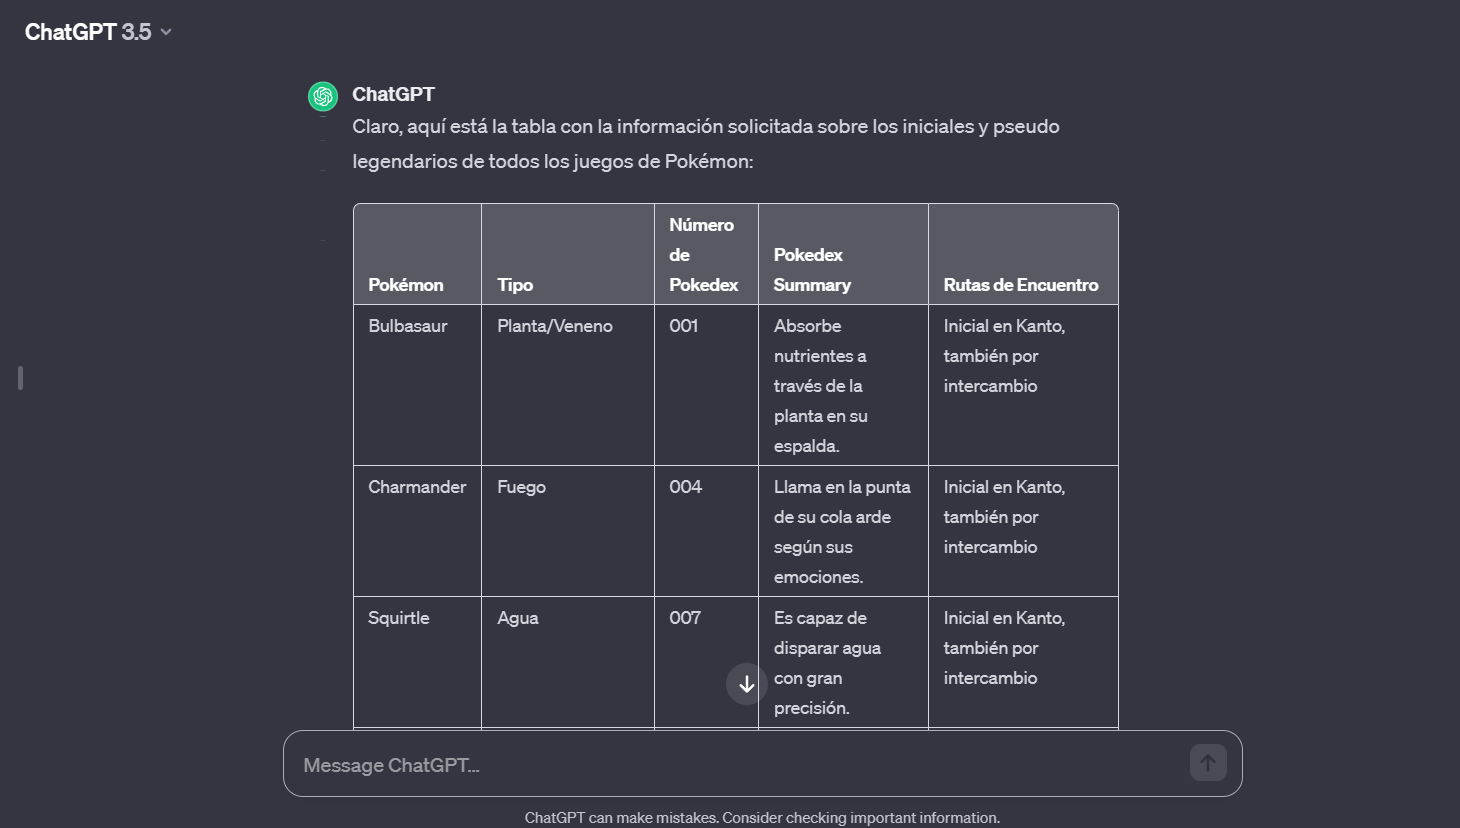 ChatGPT 3.5
ChatGPT
Claro, aquí está la tabla con la información solicitada sobre los iniciales y pseudo
legendarios de todos los juegos de Pokémon:
Pokémon
Tipo
Número
de
Pokedex
Pokedex
Summary
Rutas de Encuentro
Bulbasaur
Planta/Veneno
001
Absorbe
nutrientes a
través de la
planta en su
espalda.
Inicial en Kanto,
también por
intercambio
Charmander
Fuego
004
Llama en la punta
de su cola arde
según sus
emociones.
Inicial en Kanto,
también por
intercambio
Squirtle
Agua
007
Es capaz de
disparar agua
con gran
precisión.
Inicial en Kanto,
también por
intercambio
Message ChatGPT...
ChatGPT can make mistakes. Consider checking important information.